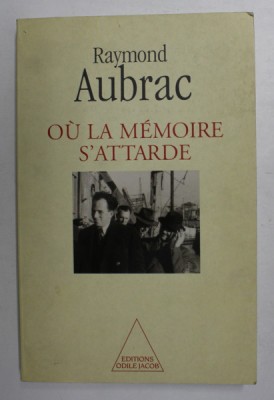 Raymond
Aubrac
OÙ LA MÉMOIRE
S'ATTARDE
EDITIONS
ODILE JACOB